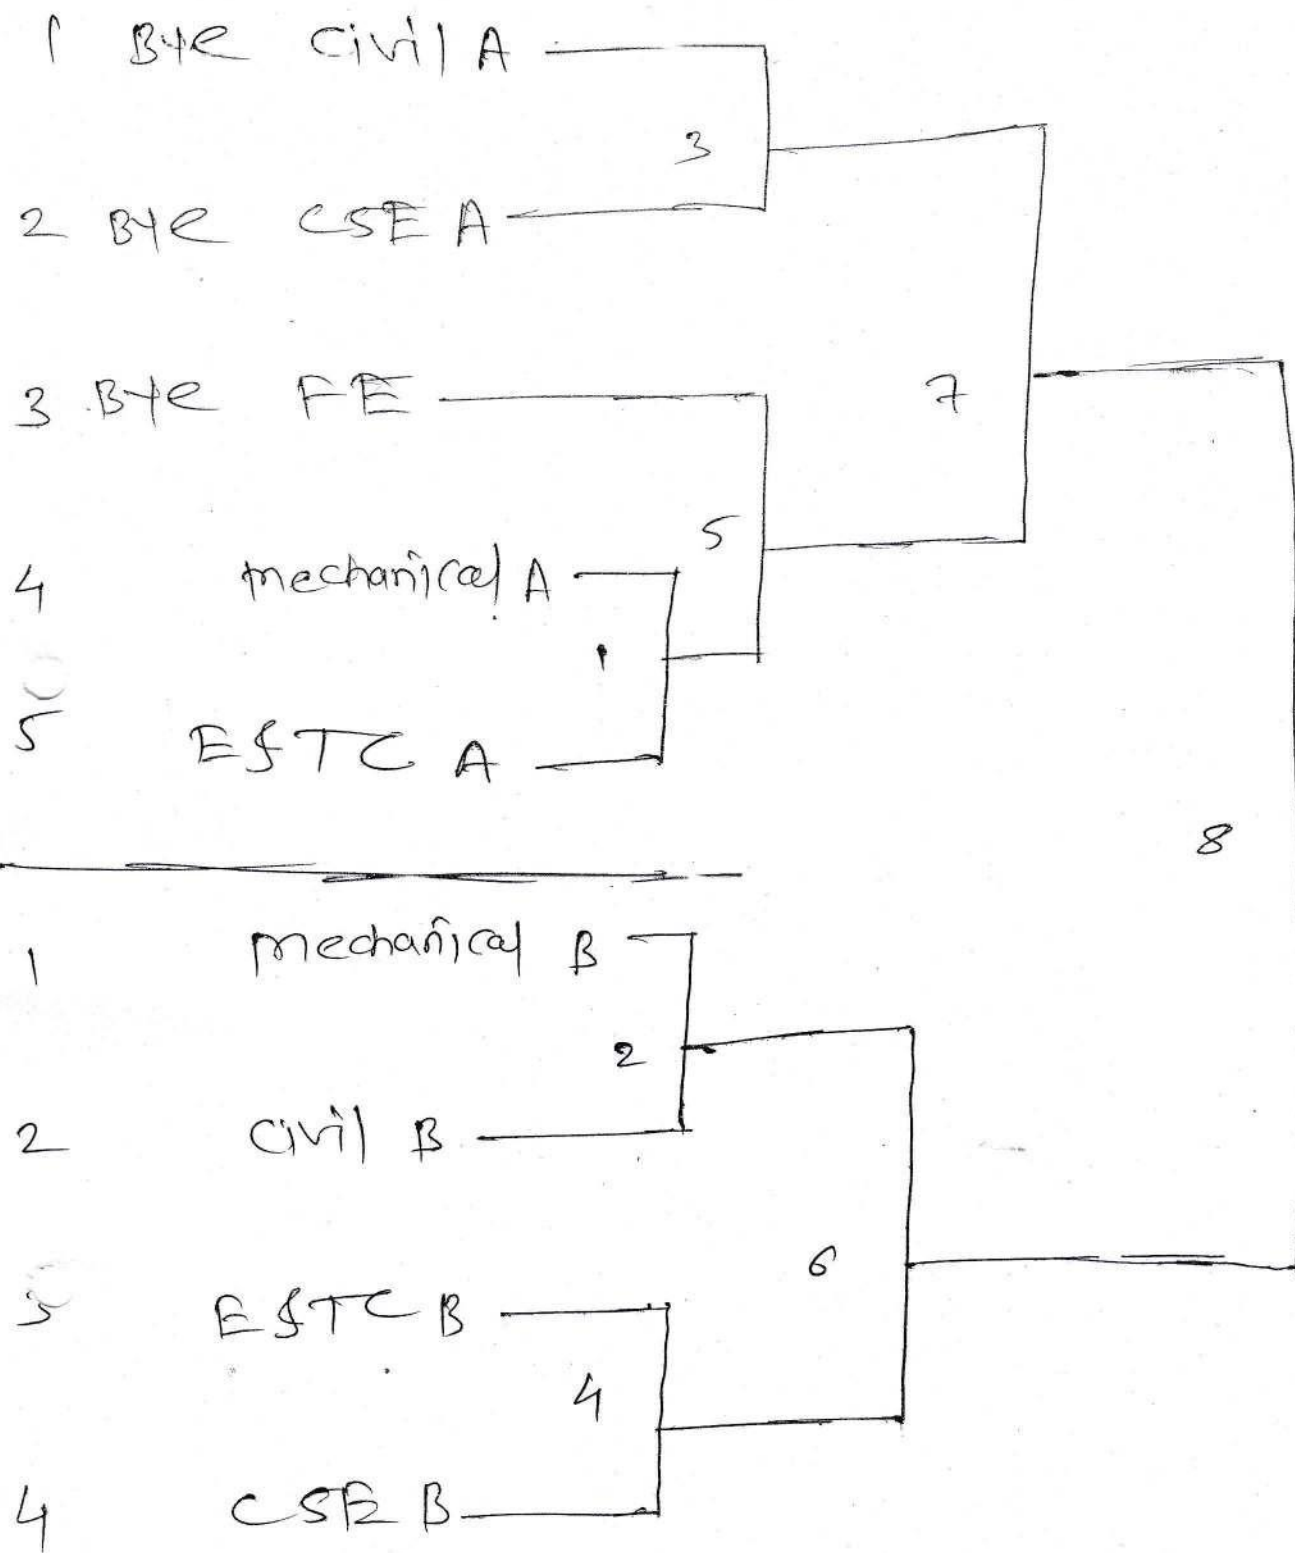 1 Bye Civil A
3
2 Bye CSE A
3 Bye FE
7
5
4 mechanical A
1
5 E&TC A
8
1 mechanical B
2
2 Civil B
6
3 E&TC B
4
4 CSE B